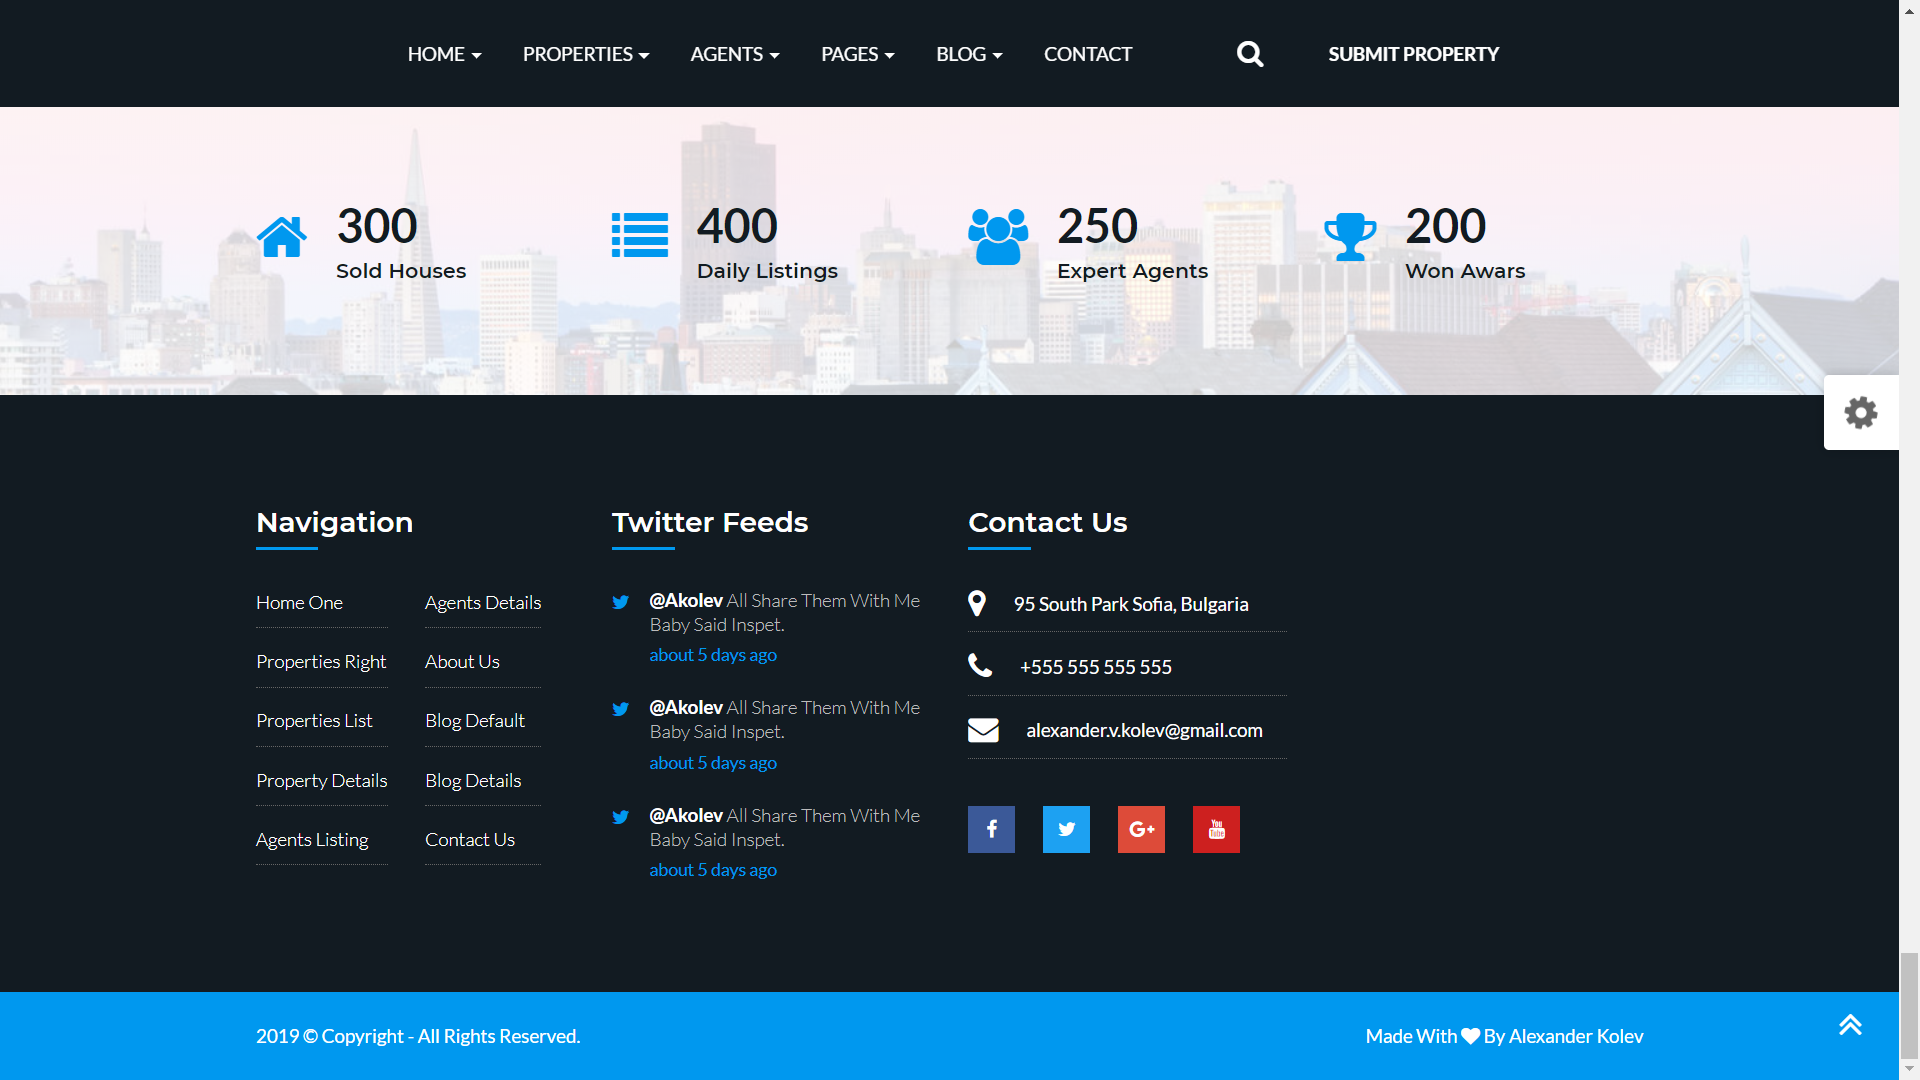 HOME PROPERTIES AGENTS PAGES BLOG CONTACT SUBMIT PROPERTY
300
Sold Houses
400
Daily Listings
250
Expert Agents
200
Won Awars
Navigation
Home One
Properties Right
Properties List
Property Details
Agents Listing
Agents Details
About Us
Blog Default
Blog Details
Contact Us
Twitter Feeds
@Akolev All Share Them With Me
Baby Said Inspet.
about 5 days ago
@Akolev All Share Them With Me
Baby Said Inspet.
about 5 days ago
@Akolev All Share Them With Me
Baby Said Inspet.
about 5 days ago
Contact Us
95 South Park Sofia, Bulgaria
+555 555 555 555
alexander.v.kolev@gmail.com
You Tube
2019 © Copyright - All Rights Reserved.
Made With By Alexander Kolev